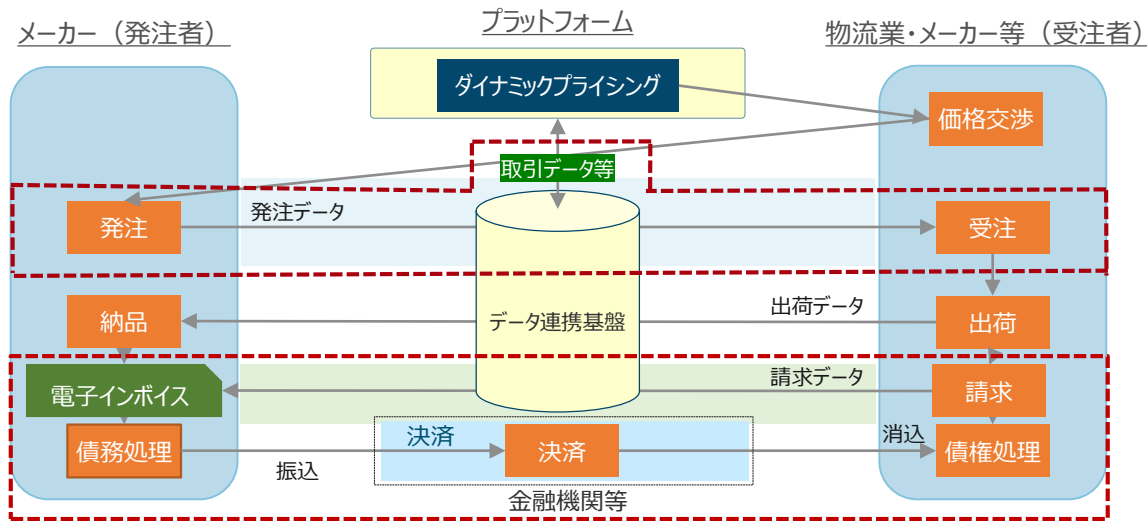 メーカー（発注者）
プラットフォーム
物流業・メーカー等（受注者）
ダイナミックプライシング
価格交渉
取引データ等
発注
発注データ
受注
納品
データ連携基盤
出荷データ
出荷
電子インボイス
請求データ
請求
債務処理
振込
決済
決済
消込
債権処理
金融機関等